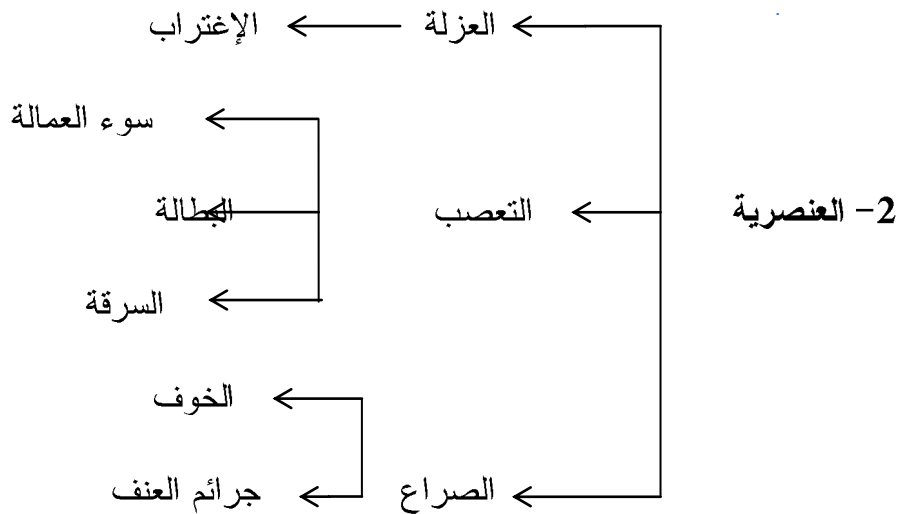 العزلة الإغتراب
سوء العمالة
2- العنصرية التعصب البطالة
السرقة
الخوف
الصراع جرائم العنف